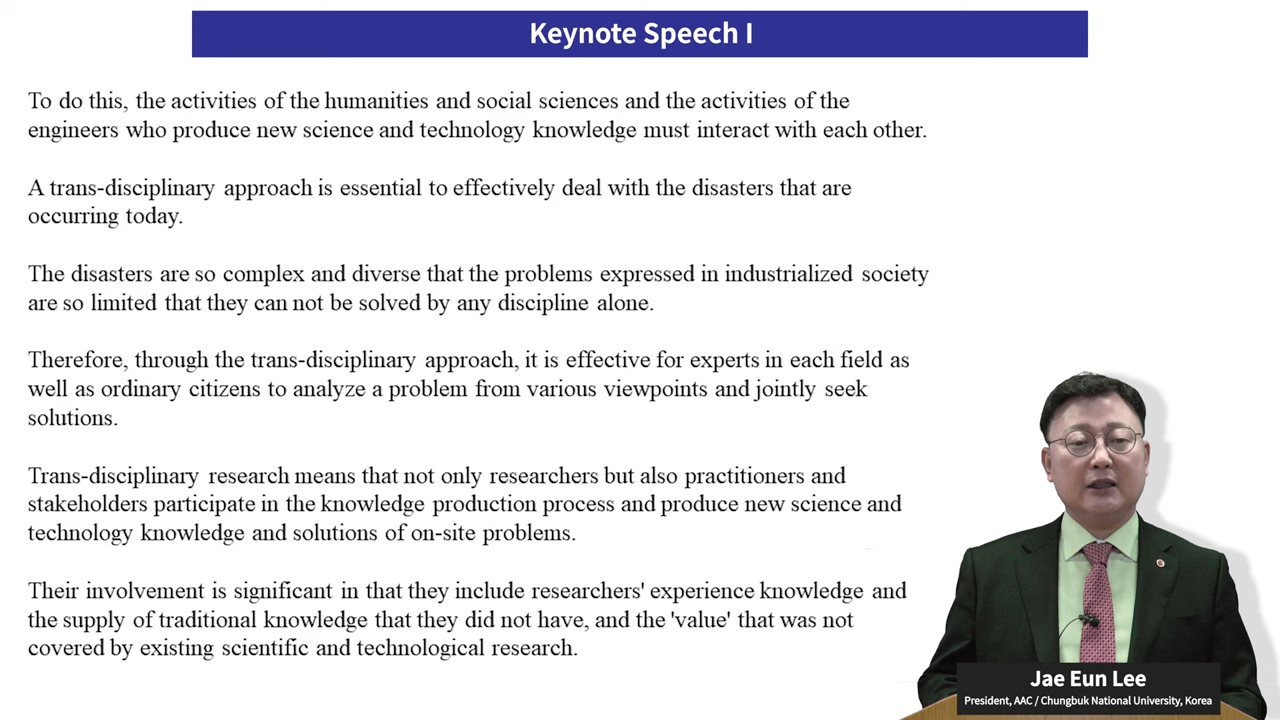 Keynote Speech I
To do this, the activities of the humanities and social sciences and the activities of the
engineers who produce new science and technology knowledge must interact with each other.
A trans-disciplinary approach is essential to effectively deal with the disasters that are
occurring today.
The disasters are so complex and diverse that the problems expressed in industrialized society
are so limited that they can not be solved by any discipline alone.
Therefore, through the trans-disciplinary approach, it is effective for experts in each field as
well as ordinary citizens to analyze a problem from various viewpoints and jointly seek
solutions.
Trans-disciplinary research means that not only researchers but also practitioners and
stakeholders participate in the knowledge production process and produce new science and
technology knowledge and solutions of on-site problems.
Their involvement is significant in that they include researchers' experience knowledge and
the supply of traditional knowledge that they did not have, and the 'value' that was not
covered by existing scientific and technological research.
Jae Eun Lee
President, AAC / Chungbuk National University, Korea